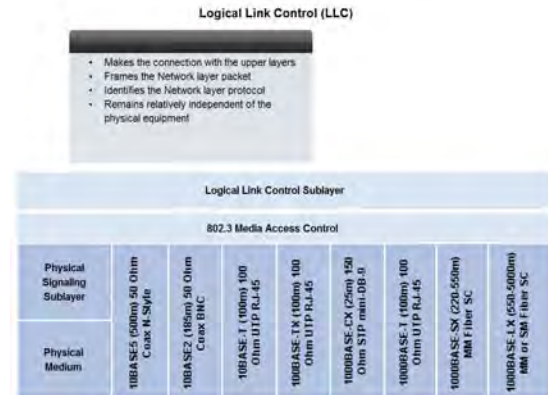 Logical Link Control (LLC)
• Makes the connection with the upper layers
• Frames the Network layer packet
• Identifies the Network layer protocol
• Remains relatively independent of the
physical equipment
Logical Link Control Sublayer
802.3 Media Access Control
Physical
Signaling
Sublayer
Physical
Medium
10BASE5 (500m) 50 Ohm
Coax N-Style
10BASE2 (185m) 50 Ohm
Coax BNC
10BASE-T (100m) 100
Ohm UTP RJ-45
100BASE-TX (100m) 100
Ohm UTP RJ-45
1000BASE-CX (25m) 150
Ohm STP mini-DB-9
1000BASE-T (100m) 100
Ohm UTP RJ-45
1000BASE-SX (220-550m)
MM Fiber SC
1000BASE-LX (550-5000m)
MM or SM Fiber SC